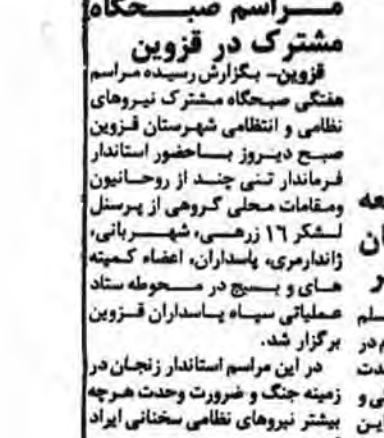 مراسم صبحگاه
مشترک در قزوین
قزوین- بگزارش رسیده مراسم
هفتگی صبحگاه مشترک نیروهای
نظامی و انتظامی شهرستان قزوین
صبح دیروز باحضور استاندار
فرماندار تنی چند از روحانیون
ومقامات محلی گروهی از پرسنل
لشکر ۱۶ زرهی، شهربانی،
ژاندارمری، پاسداران، اعضاء کمیته
های و بسیج در محوطه ستاد
عملیاتی سپاه پاسداران قزوین
برگزار شد.
در این مراسم استاندار زنجان در
زمینه جنگ و ضرورت وحدت هرچه
بیشتر نیروهای نظامی سخنانی ایراد